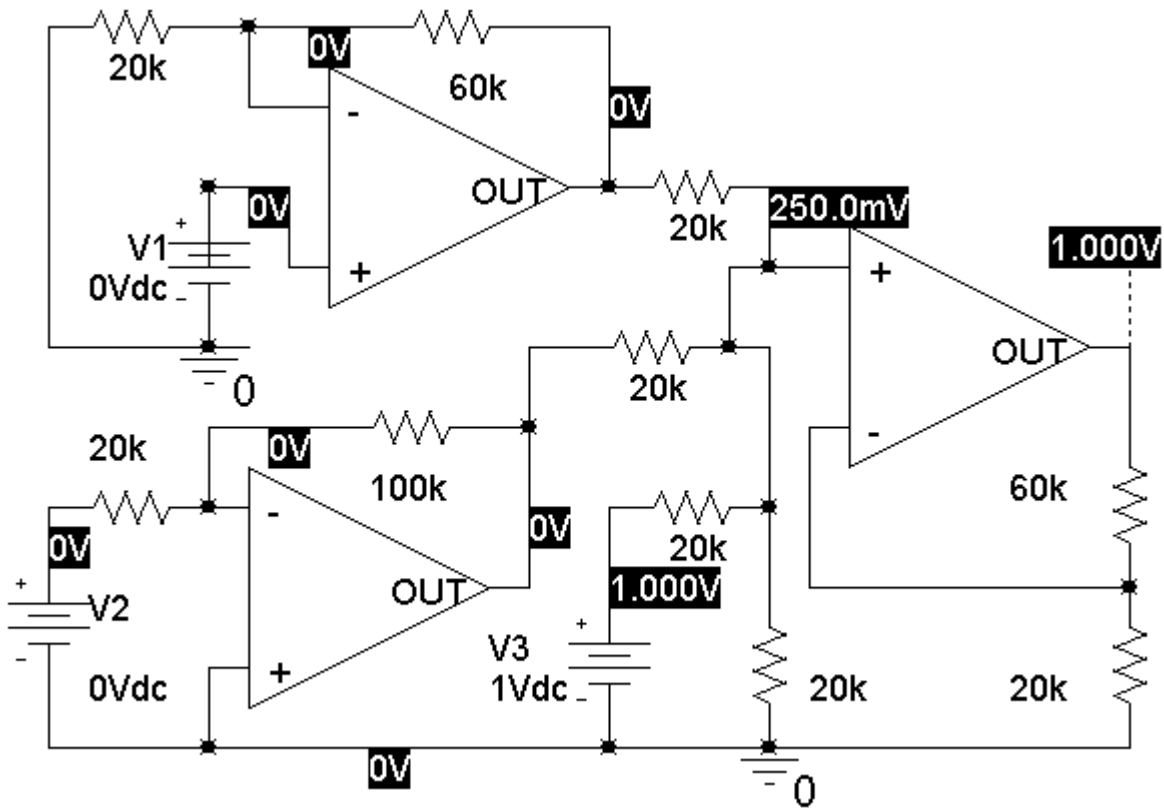 0V
20k
60k
-
0V
OUT
0V
20k
250.0mV
+
V1
0Vdc
-
+
1.000V
+
OUT
0
20k
20k
0V
100k
-
60k
-
0V
0V
20k
OUT
+
V2
1.000V
-
+
V3
+
0Vdc
1Vdc
-
20k
20k
0V
0